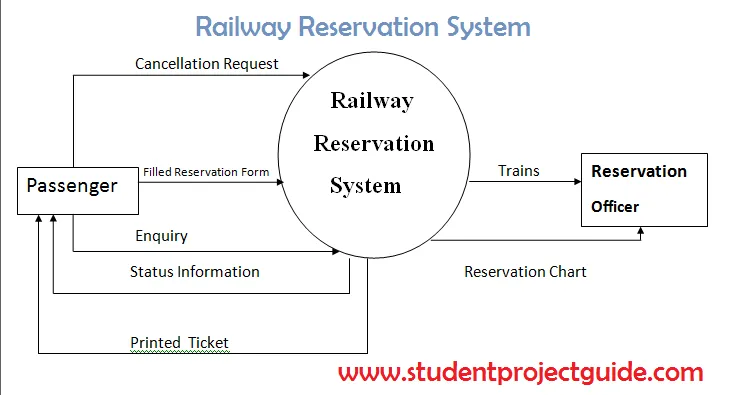 Railway Reservation System
Cancellation Request
Railway
Reservation
System
Filled Reservation Form
Passenger
Trains
Reservation
Officer
Enquiry
Status Information
Reservation Chart
Printed Ticket
www.studentprojectguide.com